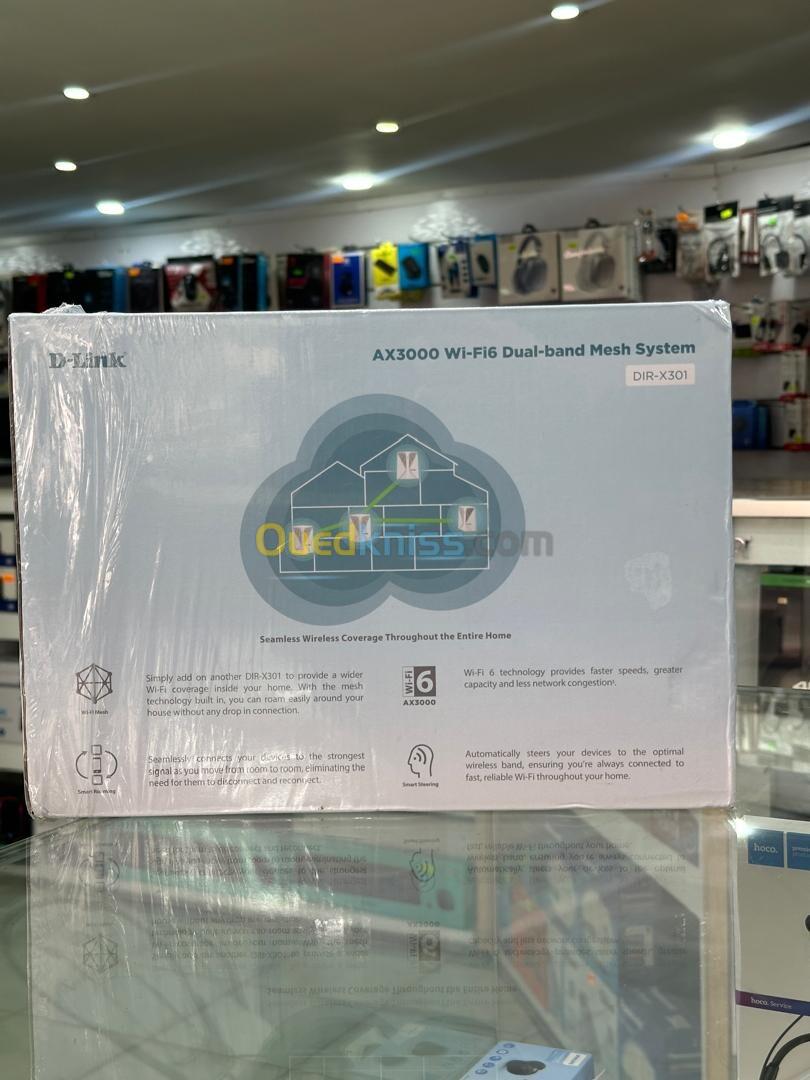 D-Link
AX3000 Wi-Fi6 Dual-band Mesh System
DIR-X301
Ouedkniss.com
Seamless Wireless Coverage Throughout the Entire Home
Wi-Fi Mesh
Simply add on another DIR-X301 to provide a wider
Wi-Fi coverage inside your home. With the mesh
technology built in, you can roam easily around your
house without any drop in connection.
Wi-Fi 6
AX3000
Wi-Fi 6 technology provides faster speeds, greater
capacity and less network congestion¹.
Smart Roaming
Seamlessly connects your devices to the strongest
signal as you move from room to room, eliminating the
need for them to disconnect and reconnect.
Smart Steering
Automatically steers your devices to the optimal
wireless band, ensuring you're always connected to
fast, reliable Wi-Fi throughout your home.
hoco.
hoco. Service